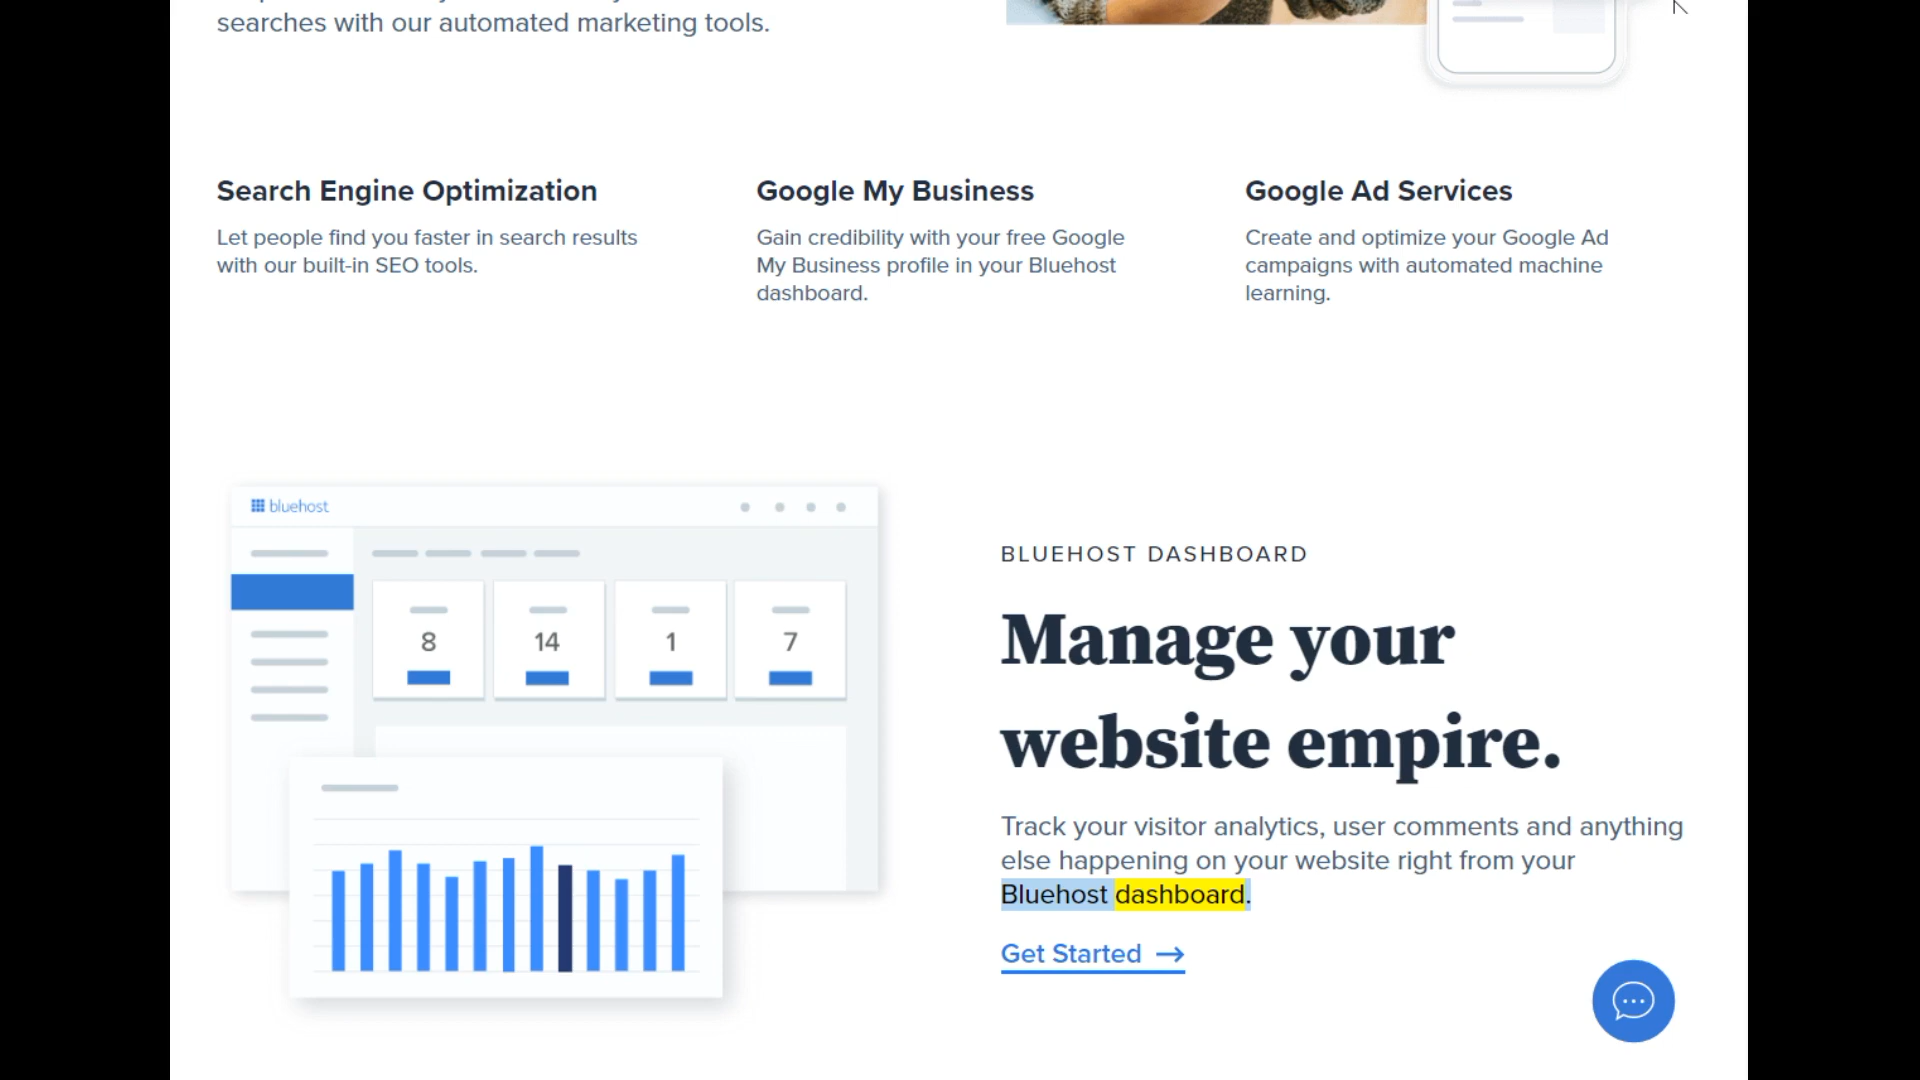 searches with our automated marketing tools.
Search Engine Optimization
Let people find you faster in search results
with our built-in SEO tools.
Google My Business
Gain credibility with your free Google
My Business profile in your Bluehost
dashboard.
Google Ad Services
Create and optimize your Google Ad
campaigns with automated machine
learning.
bluehost
8
14
1
7
BLUEHOST DASHBOARD
Manage your
website empire.
Track your visitor analytics, user comments and anything
else happening on your website right from your
Bluehost dashboard.
Get Started →